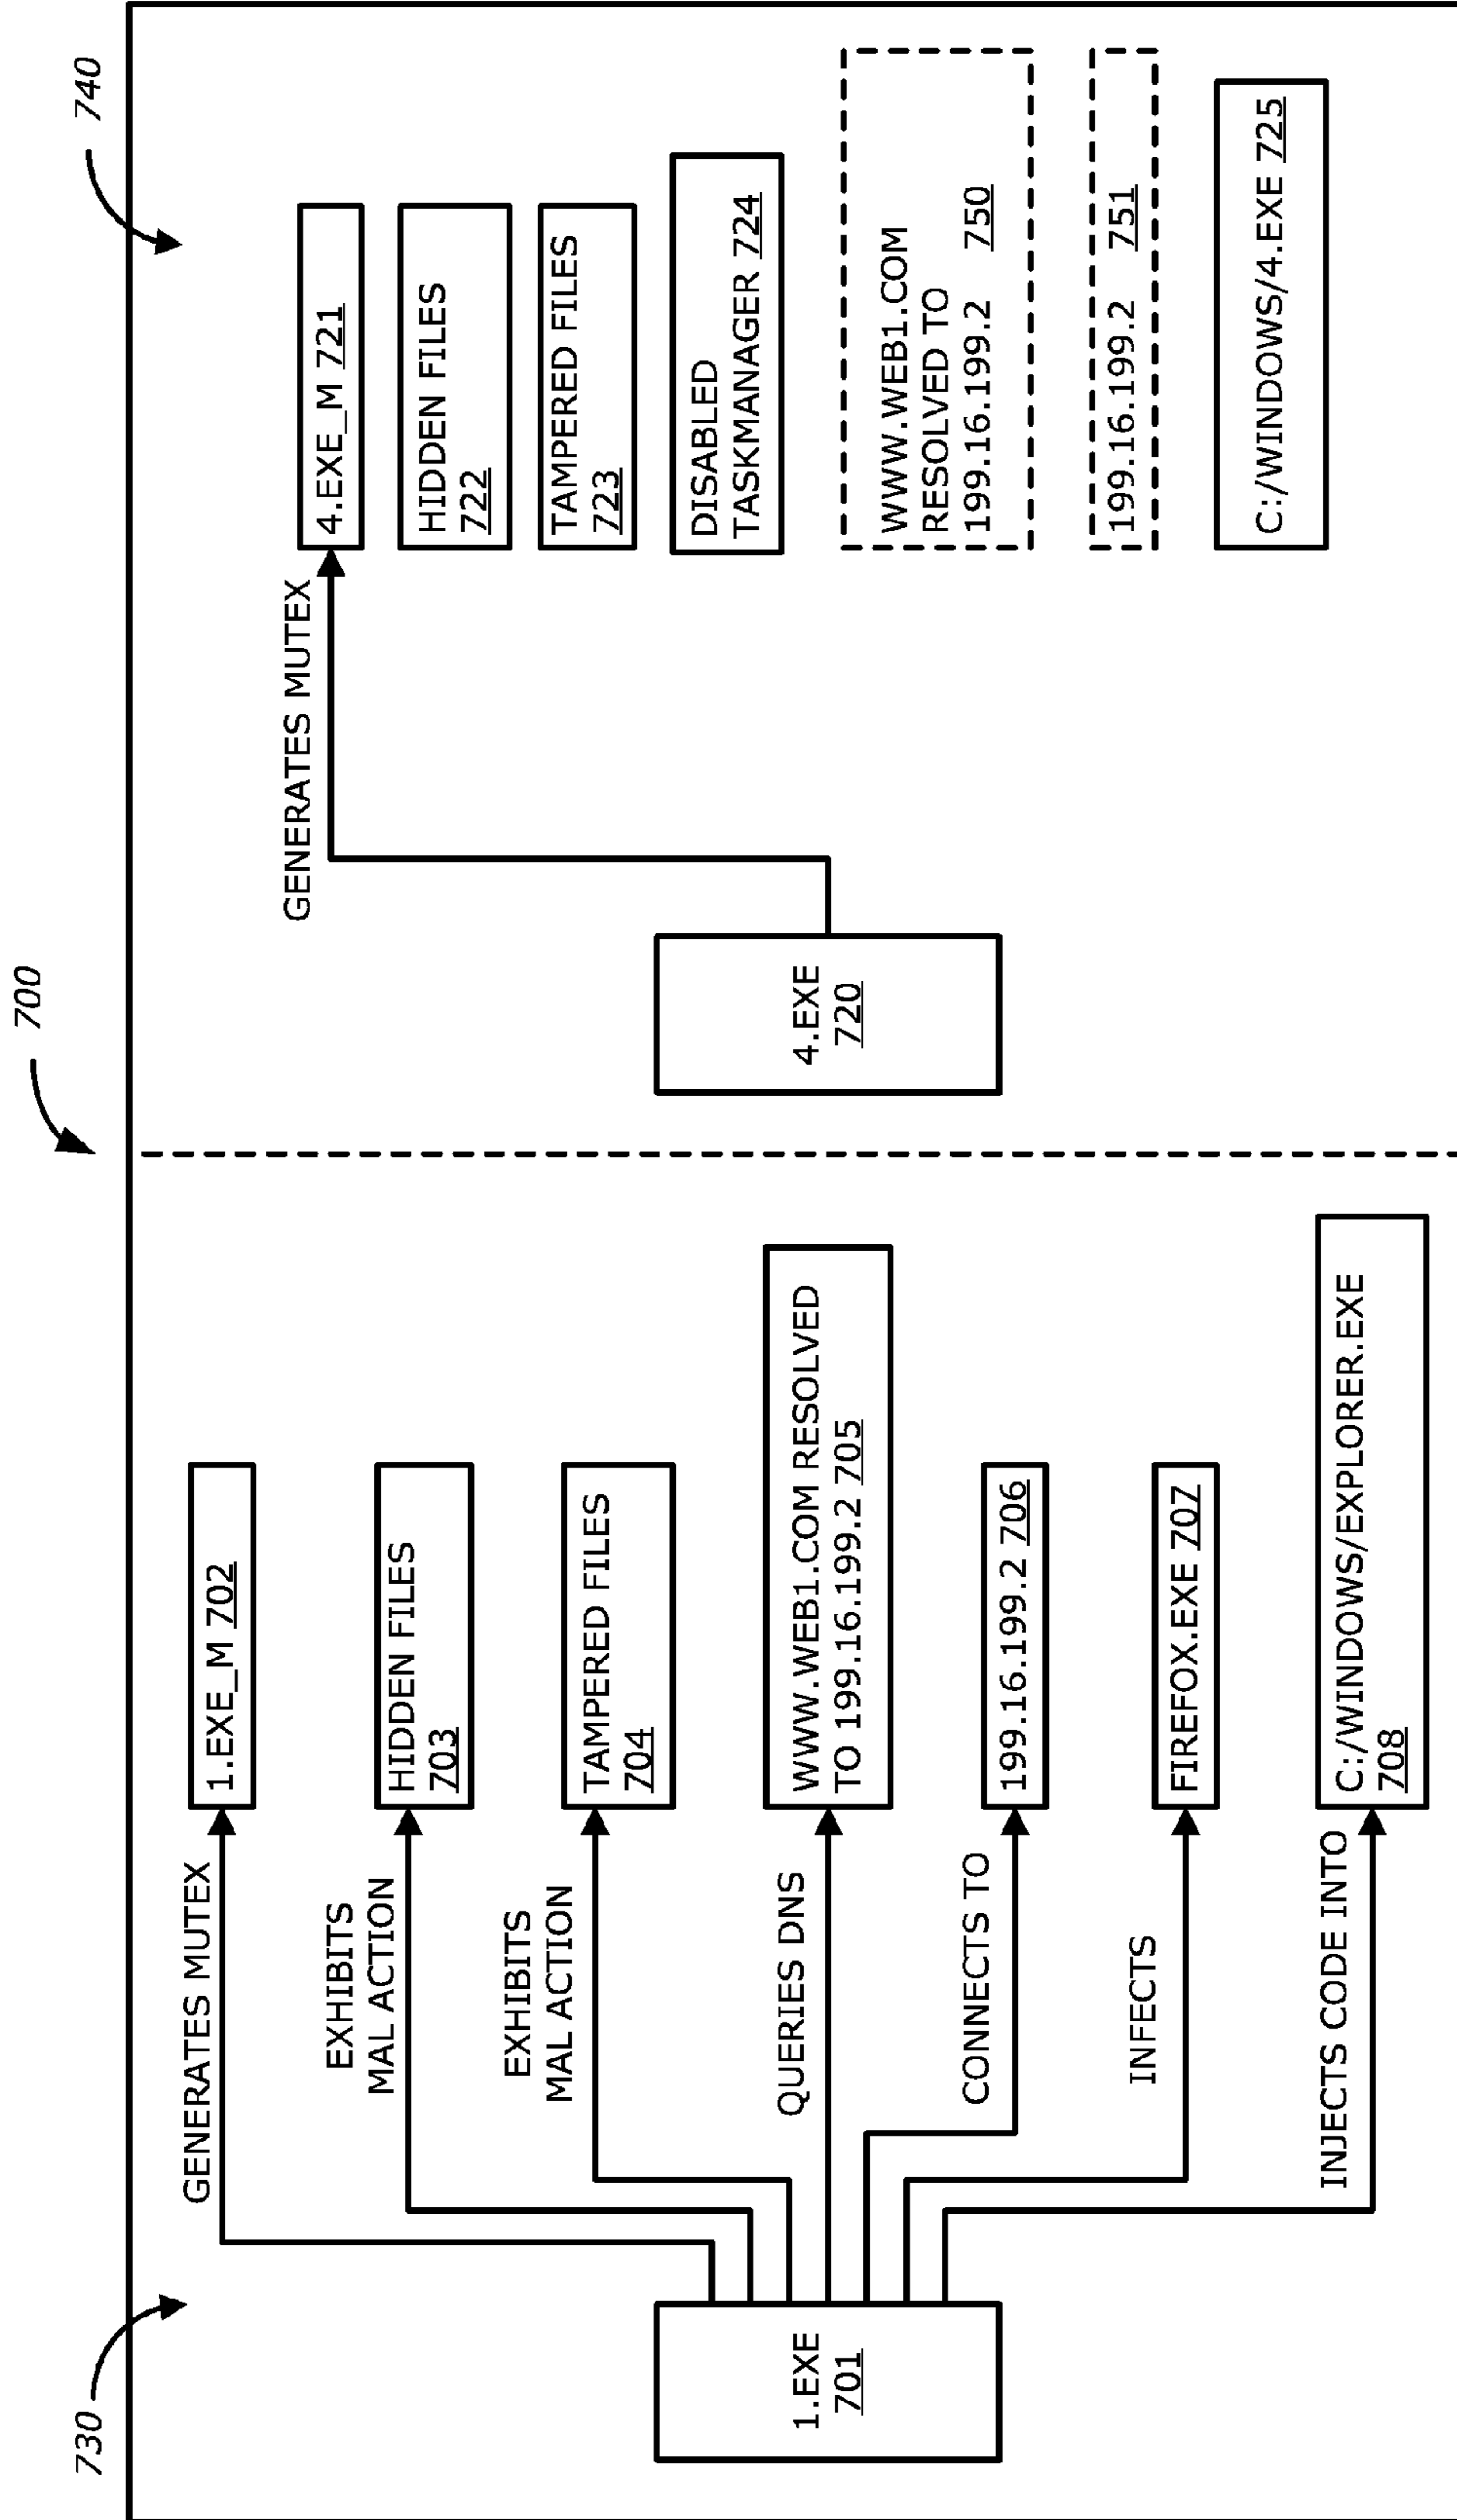 700
730
GENERATES MUTEX
1.EXE_M 702
EXHIBITS
MAL ACTION
HIDDEN FILES
703
EXHIBITS
MAL ACTION
TAMPERED FILES
704
1.EXE
701
QUERIES DNS
WWW.WEB1.COM RESOLVED
TO 199.16.199.2 705
CONNECTS TO
199.16.199.2 706
INFECTS
FIREFOX.EXE 707
INJECTS CODE INTO
C:/WINDOWS/EXPLORER.EXE
708
740
GENERATES MUTEX
4.EXE_M 721
HIDDEN FILES
722
TAMPERED FILES
723
DISABLED
TASKMANAGER 724
4.EXE
720
WWW.WEB1.COM
RESOLVED TO
199.16.199.2 750
199.16.199.2 751
C:/WINDOWS/4.EXE 725